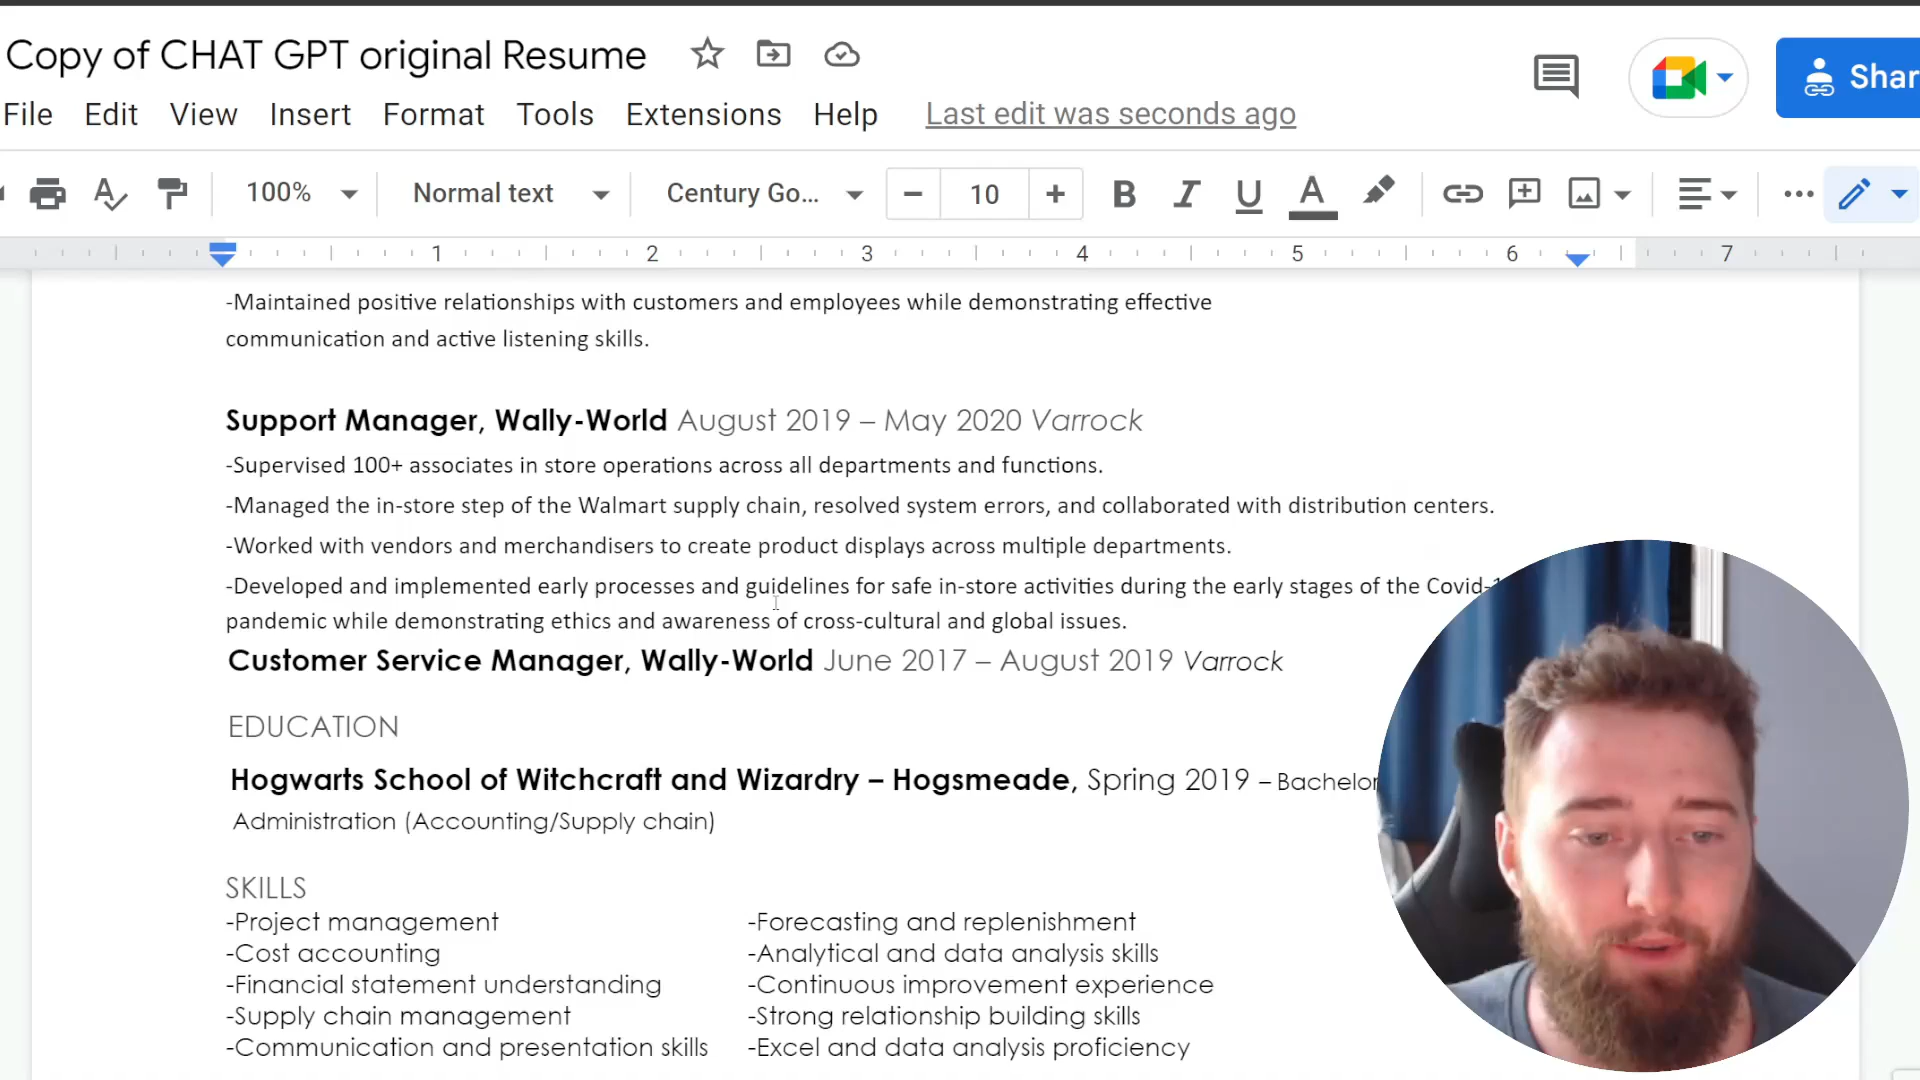 Copy of CHAT GPT original Resume
File Edit View Insert Format Tools Extensions Help Last edit was seconds ago
Shar
100% Normal text Century Go... 10 B I U A
1 2 3 4 5 6 7
-Maintained positive relationships with customers and employees while demonstrating effective
communication and active listening skills.
Support Manager, Wally-World August 2019 – May 2020 Varrock
-Supervised 100+ associates in store operations across all departments and functions.
-Managed the in-store step of the Walmart supply chain, resolved system errors, and collaborated with distribution centers.
-Worked with vendors and merchandisers to create product displays across multiple departments.
-Developed and implemented early processes and guidelines for safe in-store activities during the early stages of the Covid-
pandemic while demonstrating ethics and awareness of cross-cultural and global issues.
Customer Service Manager, Wally-World June 2017 – August 2019 Varrock
EDUCATION
Hogwarts School of Witchcraft and Wizardry – Hogsmeade, Spring 2019 – Bachelor
Administration (Accounting/Supply chain)
SKILLS
-Project management -Forecasting and replenishment
-Cost accounting -Analytical and data analysis skills
-Financial statement understanding -Continuous improvement experience
-Supply chain management -Strong relationship building skills
-Communication and presentation skills -Excel and data analysis proficiency